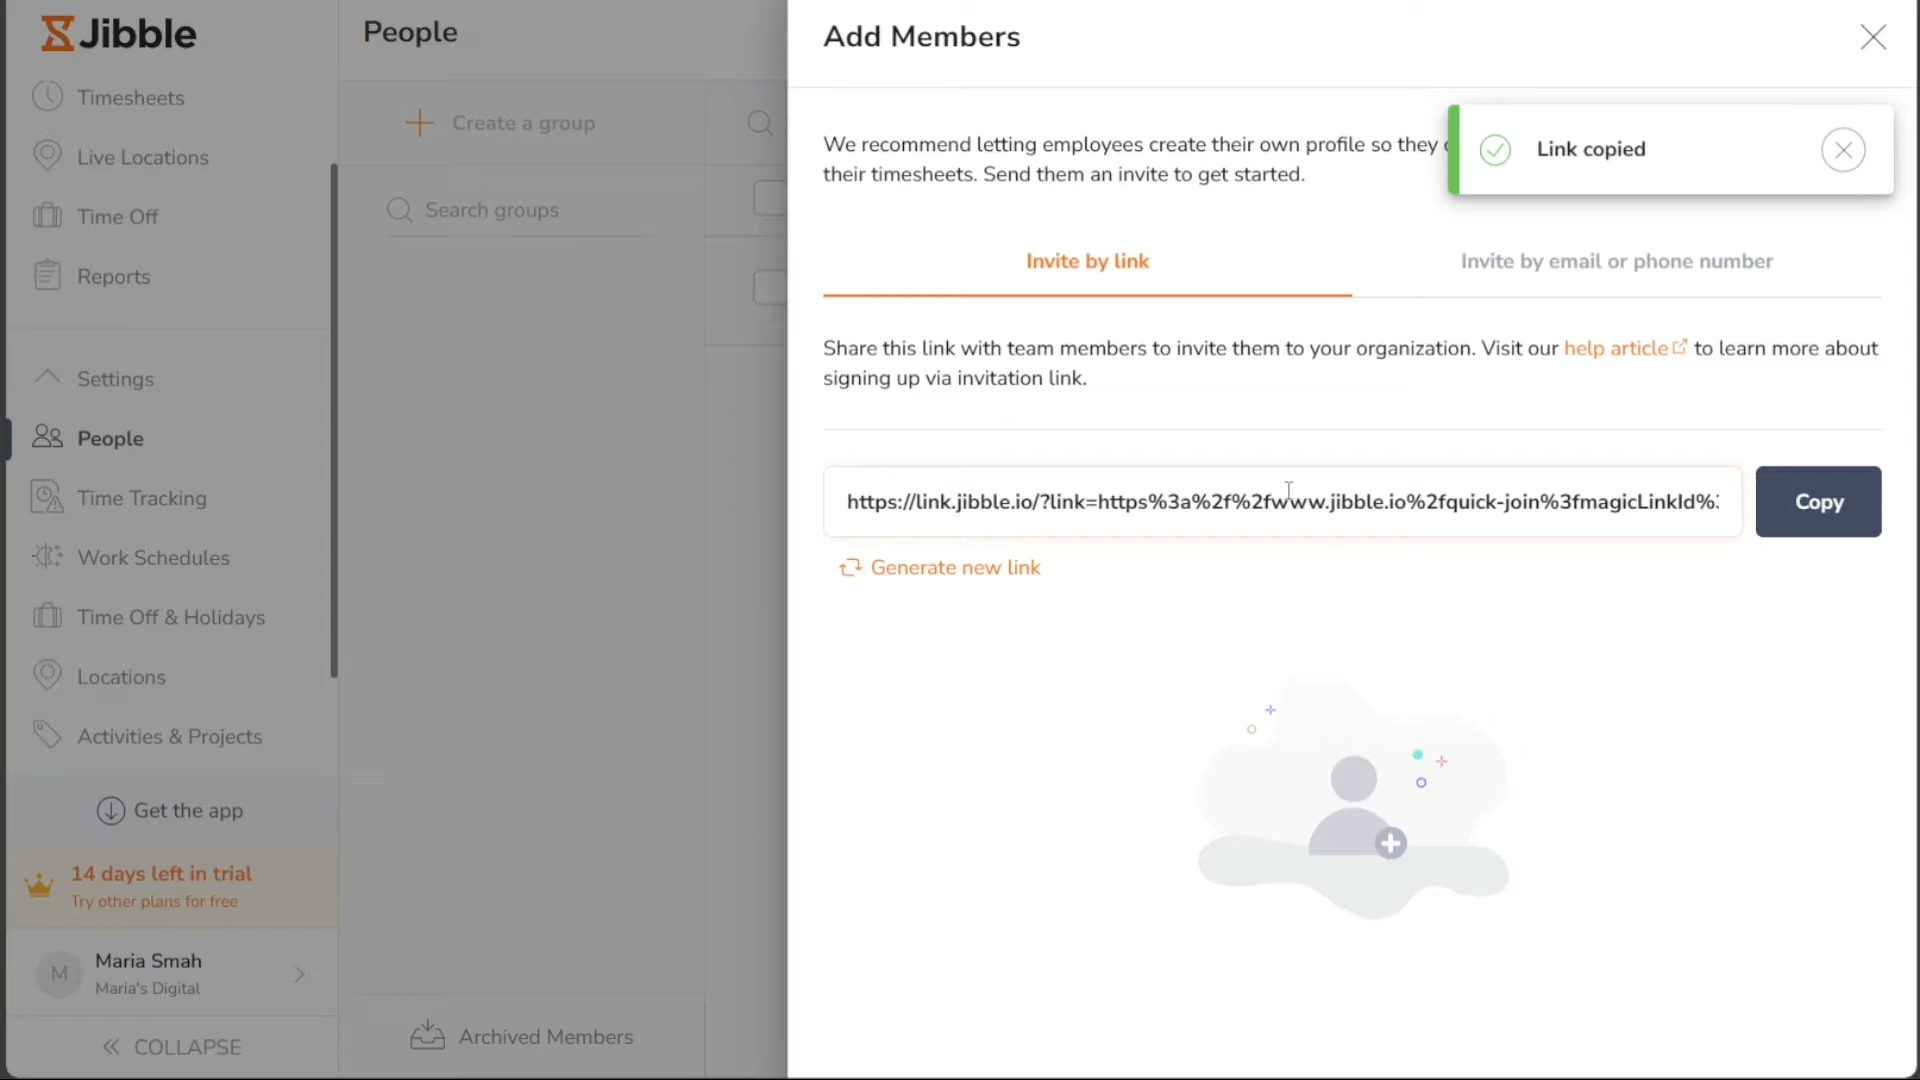 Jibble
Timesheets
Live Locations
Time Off
Reports
Settings
People
Time Tracking
Work Schedules
Time Off & Holidays
Locations
Activities & Projects
Get the app
14 days left in trial
Try other plans for free
M
Maria Smah
Maria's Digital
COLLAPSE
People
Create a group
Search groups
Archived Members
Add Members
We recommend letting employees create their own profile so they
their timesheets. Send them an invite to get started.
Link copied
Invite by link
Invite by email or phone number
Share this link with team members to invite them to your organization. Visit our help article to learn more about
signing up via invitation link.
https://link.jibble.io/?link=https%3a%2f%2fwww.jibble.io%2fquick-join%3fmagicLinkId%
Copy
Generate new link